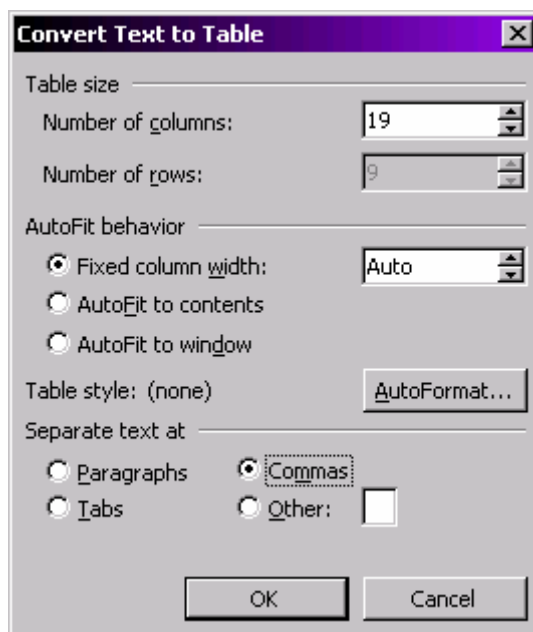 Convert Text to Table
Table size
Number of columns: 19
Number of rows: 9
AutoFit behavior
Fixed column width: Auto
AutoFit to contents
AutoFit to window
Table style: (none) AutoFormat...
Separate text at
Paragraphs Commas
Tabs Other:
OK Cancel